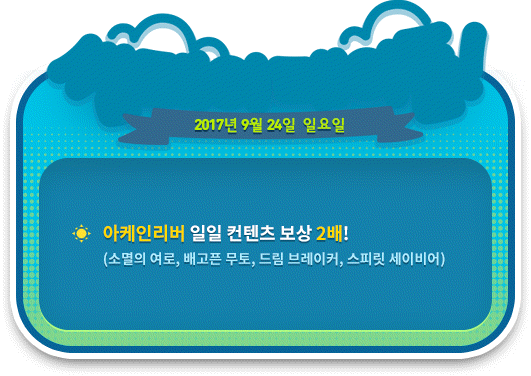 2017년 9월 24일 일요일
아케인리버 일일 컨텐츠 보상 2배!
(소멸의 여로, 배고픈 무토, 드림 브레이커, 스피릿 세이비어)